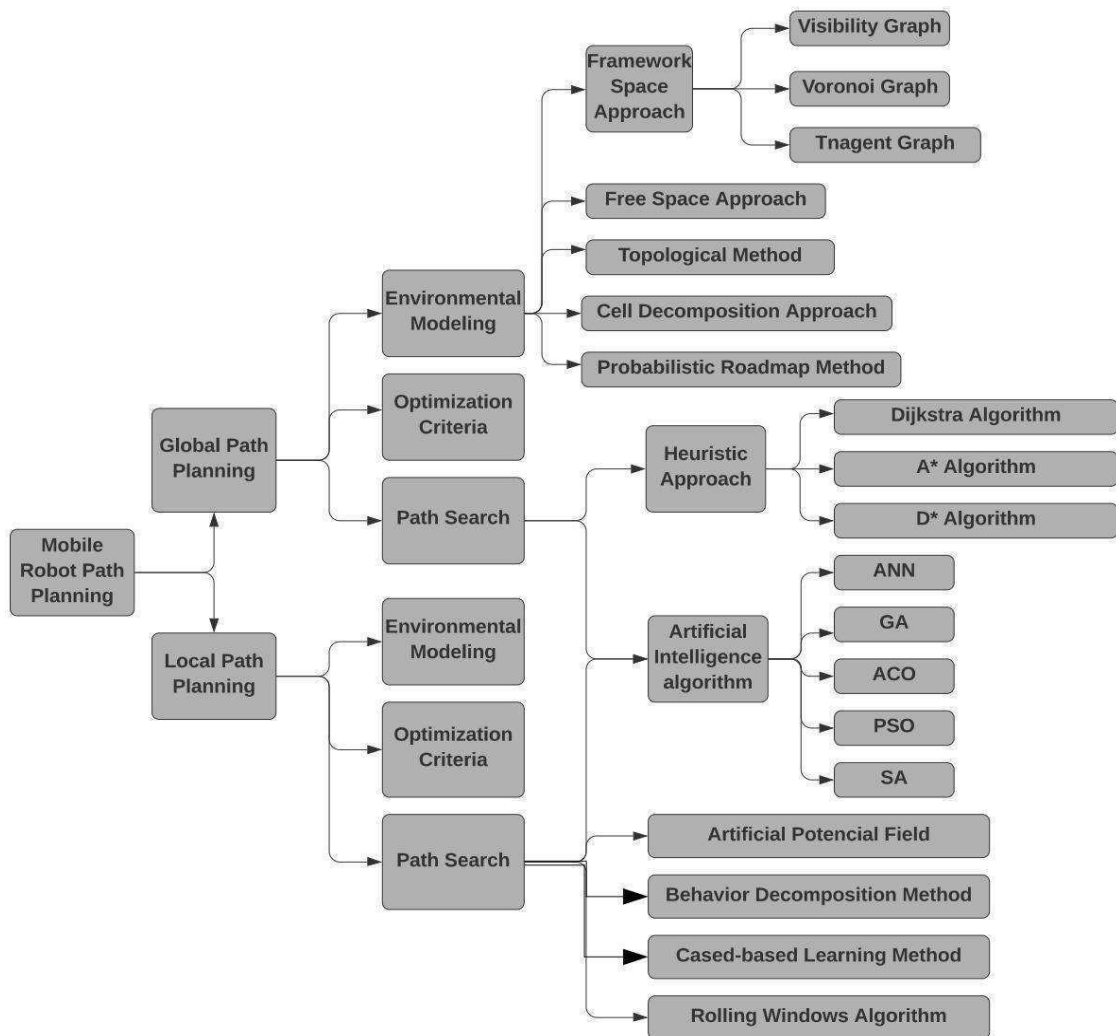 Visibility Graph
Framework
Space
Approach
Voronoi Graph
Tnagent Graph
Free Space Approach
Topological Method
Environmental
Modeling
Cell Decomposition Approach
Probabilistic Roadmap Method
Optimization
Criteria
Global Path
Planning
Path Search
Heuristic
Approach
Dijkstra Algorithm
A* Algorithm
D* Algorithm
Mobile
Robot Path
Planning
Local Path
Planning
Environmental
Modeling
Optimization
Criteria
Path Search
Artificial
Intelligence
algorithm
ANN
GA
ACO
PSO
SA
Artificial Potencial Field
Behavior Decomposition Method
Cased-based Learning Method
Rolling Windows Algorithm